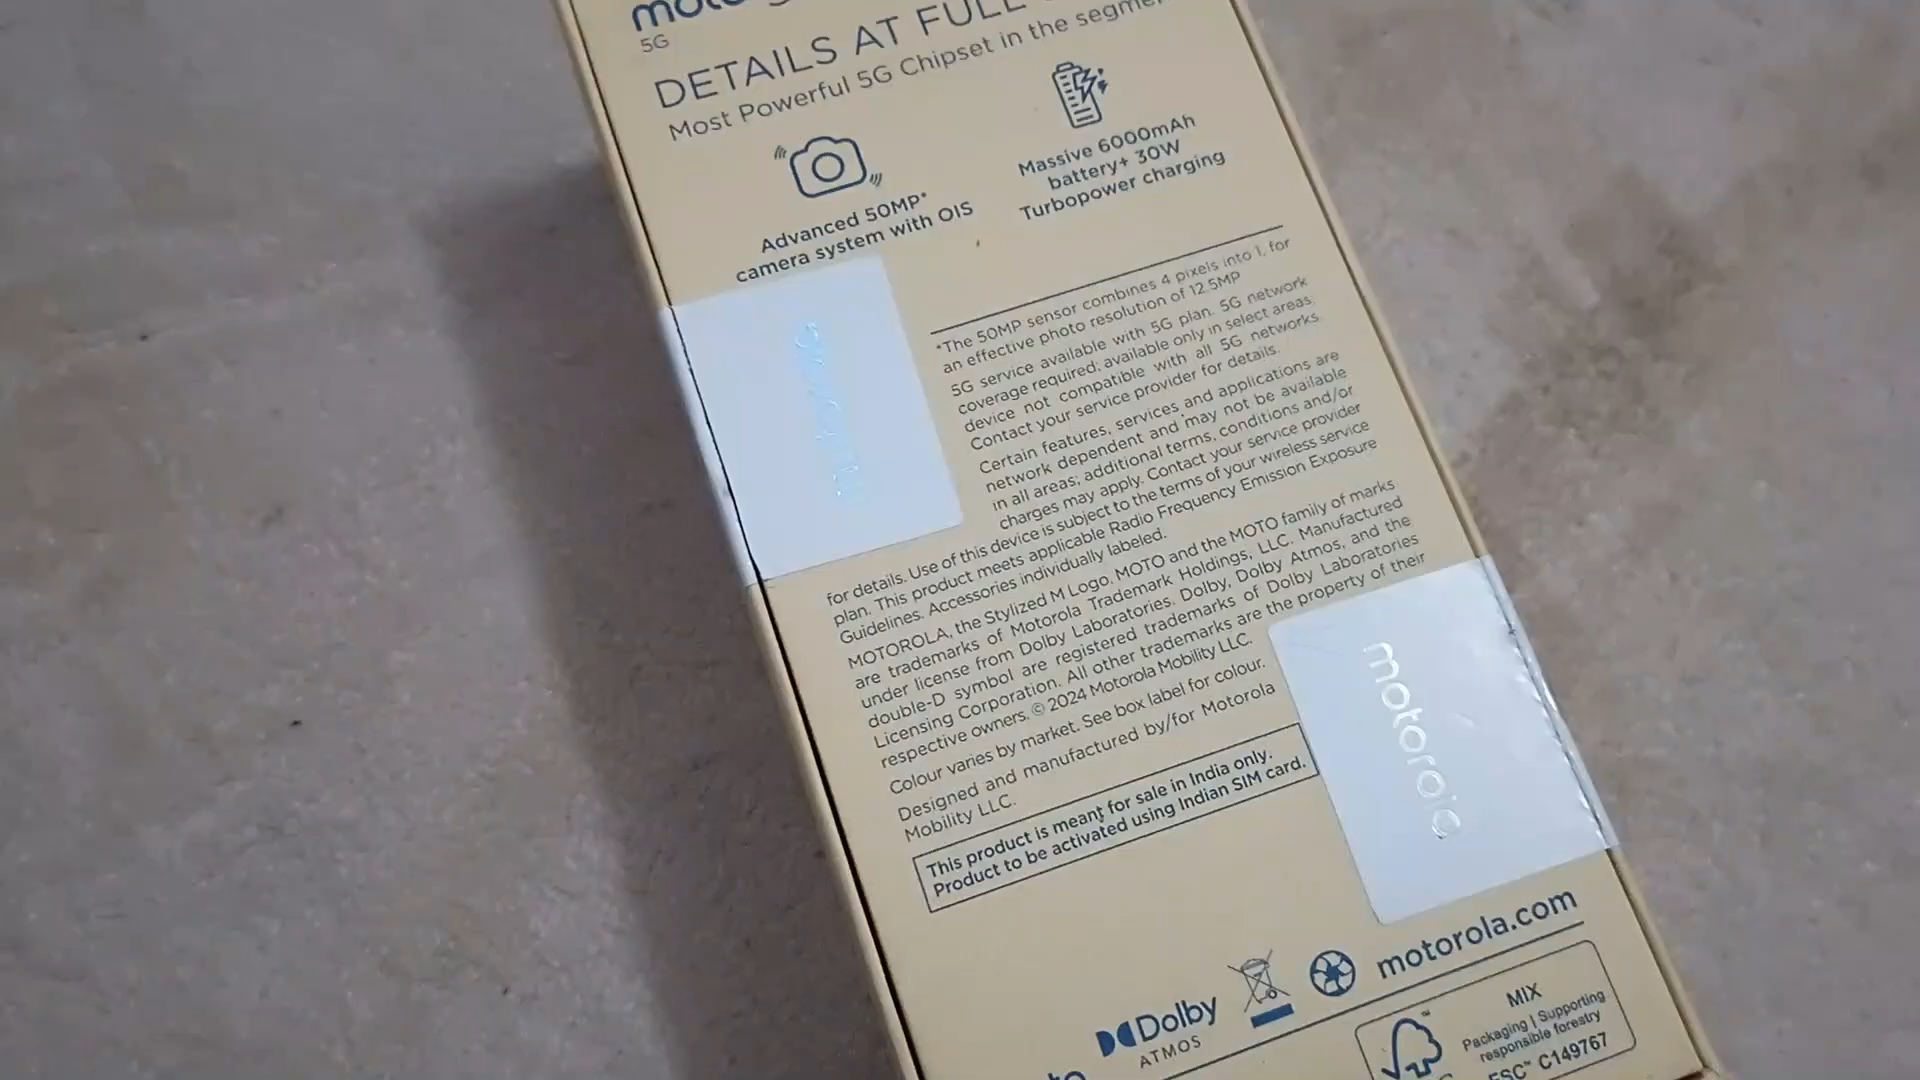 5G
DETAILS AT FULL
Most Powerful 5G Chipset in the
Advanced 50MP*
camera system with OIS
Massive 6000mAh
battery+ 30W
Turbopower charging
*The 50MP sensor combines 4 pixels into 1, for
an effective photo resolution of 12.5MP
5G service available with 5G plan. 5G network
coverage required; available only in select areas;
device not compatible with all 5G networks.
Contact your service provider for details.
Certain features, services and applications are
network dependent and may not be available
in all areas; additional terms, conditions and/or
charges may apply. Contact your service provider
for details. Use of this device is subject to the terms of your wireless service
plan. This product meets applicable Radio Frequency Emission Exposure
Guidelines. Accessories individually labeled.
MOTOROLA, the Stylized M Logo, MOTO and the MOTO family of marks
are trademarks of Motorola Trademark Holdings, LLC. Manufactured
under license from Dolby Laboratories. Dolby, Dolby Atmos, and the
double-D symbol are registered trademarks of Dolby Laboratories
Licensing Corporation. All other trademarks are the property of their
respective owners. © 2024 Motorola Mobility LLC.
Colour varies by market. See box label for colour.
Designed and manufactured by/for Motorola
Mobility LLC.
This product is meant for sale in India only.
Product to be activated using Indian SIM card.
motorola
motorola
Dolby
ATMOS
motorola.com
MIX
Packaging | Supporting
responsible forestry
FSC™ C149767